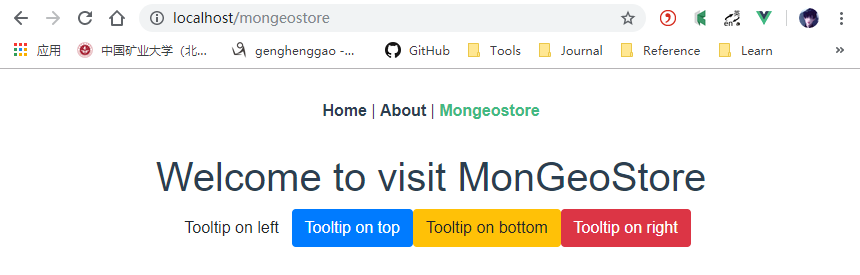 localhost/mongeostore
应用 中国矿业大学（北... genghenggao -... GitHub Tools Journal Reference Learn »
Home | About | Mongeostore
Welcome to visit MonGeoStore
Tooltip on left Tooltip on top Tooltip on bottom Tooltip on right